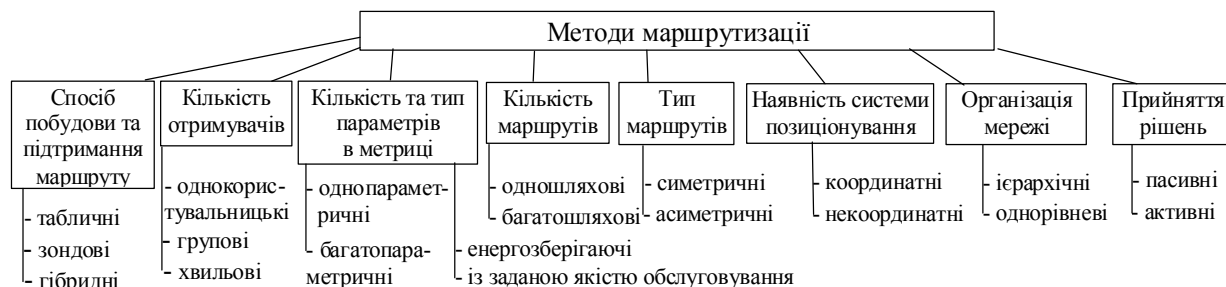 Методи маршрутизації
Спосіб
побудови та
підтримання
маршруту
- табличні
- зондові
- гібридні
Кількість
отримувачів
- однокорис-
тувальницькі
- групові
- хвильові
Кількість та тип
параметрів
в метриці
- однопарамет-
ричні
- багатопара-
метричні
- енергозберігаючі
- із заданою якістю обслуговування
Кількість
маршрутів
- одношляхові
- багатошляхові
Тип
маршрутів
- симетричні
- асиметричні
Наявність системи
позиціонування
- координатні
- некоординатні
Організація
мережі
- ієрархічні
- однорівневі
Прийняття
рішень
- пасивні
- активні